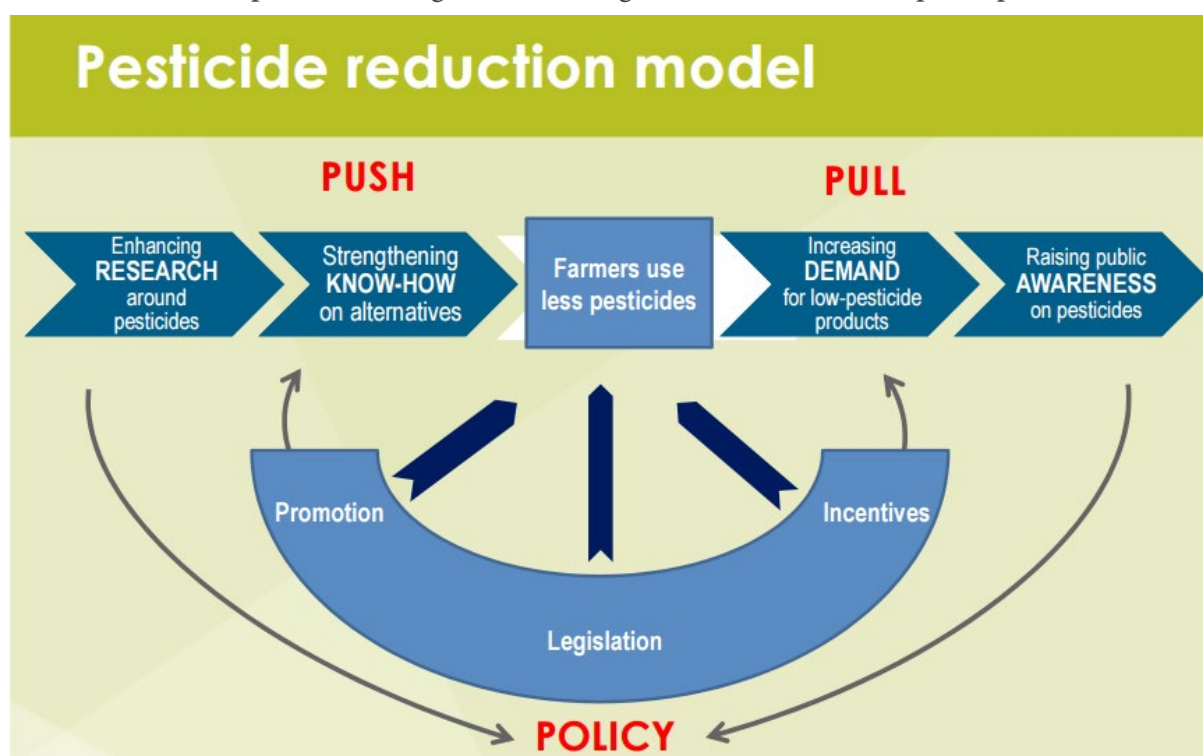 Pesticide reduction model
PUSH
PULL
Enhancing
RESEARCH
around
pesticides
Strengthening
KNOW-HOW
on alternatives
Farmers use
less pesticides
Increasing
DEMAND
for low-pesticide
products
Raising public
AWARENESS
on pesticides
Promotion
Incentives
Legislation
POLICY